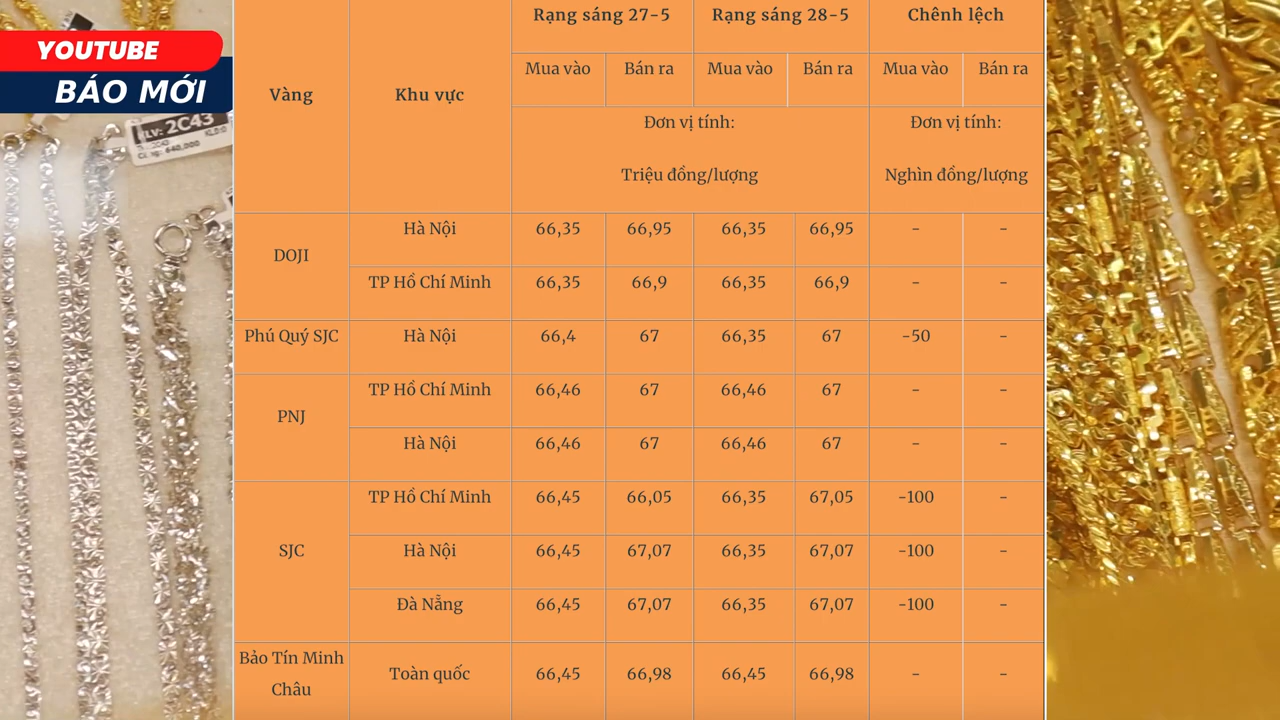 YOUTUBE
BÁO MỚI
2C43
640,000
Vàng Khu vực Rạng sáng 27-5 Rạng sáng 28-5 Chênh lệch
Mua vào Bán ra Mua vào Bán ra Mua vào Bán ra
Đơn vị tính: Đơn vị tính:
Triệu đồng/lượng Nghìn đồng/lượng
DOJI Hà Nội 66,35 66,95 66,35 66,95 - -
TP Hồ Chí Minh 66,35 66,9 66,35 66,9 - -
Phú Quý SJC Hà Nội 66,4 67 66,35 67 -50 -
PNJ TP Hồ Chí Minh 66,46 67 66,46 67 - -
Hà Nội 66,46 67 66,46 67 - -
SJC TP Hồ Chí Minh 66,45 66,05 66,35 67,05 -100 -
Hà Nội 66,45 67,07 66,35 67,07 -100 -
Đà Nẵng 66,45 67,07 66,35 67,07 -100 -
Bảo Tín Minh
Châu Toàn quốc 66,45 66,98 66,45 66,98 - -